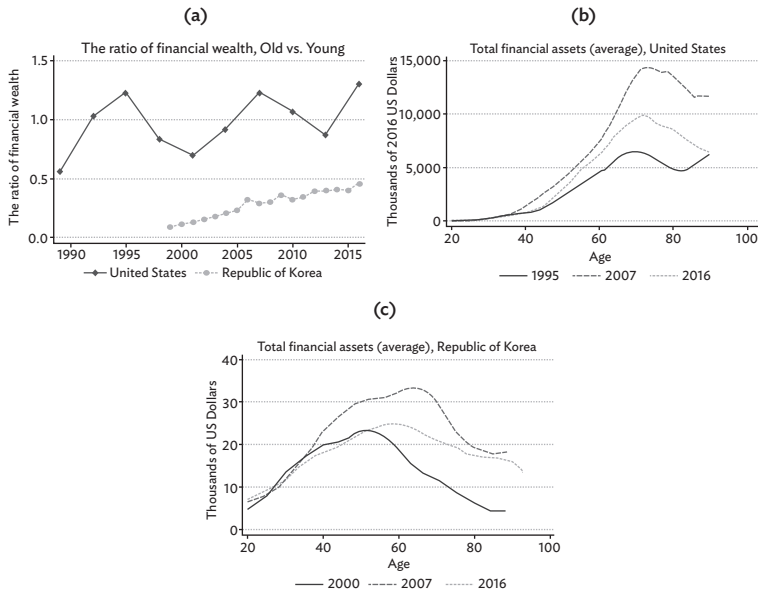 (a)
The ratio of financial wealth, Old vs. Young
The ratio of financial wealth
1.5
1.0
0.5
0.0
1990 1995 2000 2005 2010 2015
United States Republic of Korea
(b)
Total financial assets (average), United States
Thousands of 2016 US Dollars
15,000
10,000
5,000
0
20 40 60 80 100
Age
1995 2007 2016
(c)
Total financial assets (average), Republic of Korea
Thousands of US Dollars
40
30
20
10
0
20 40 60 80 100
Age
2000 2007 2016